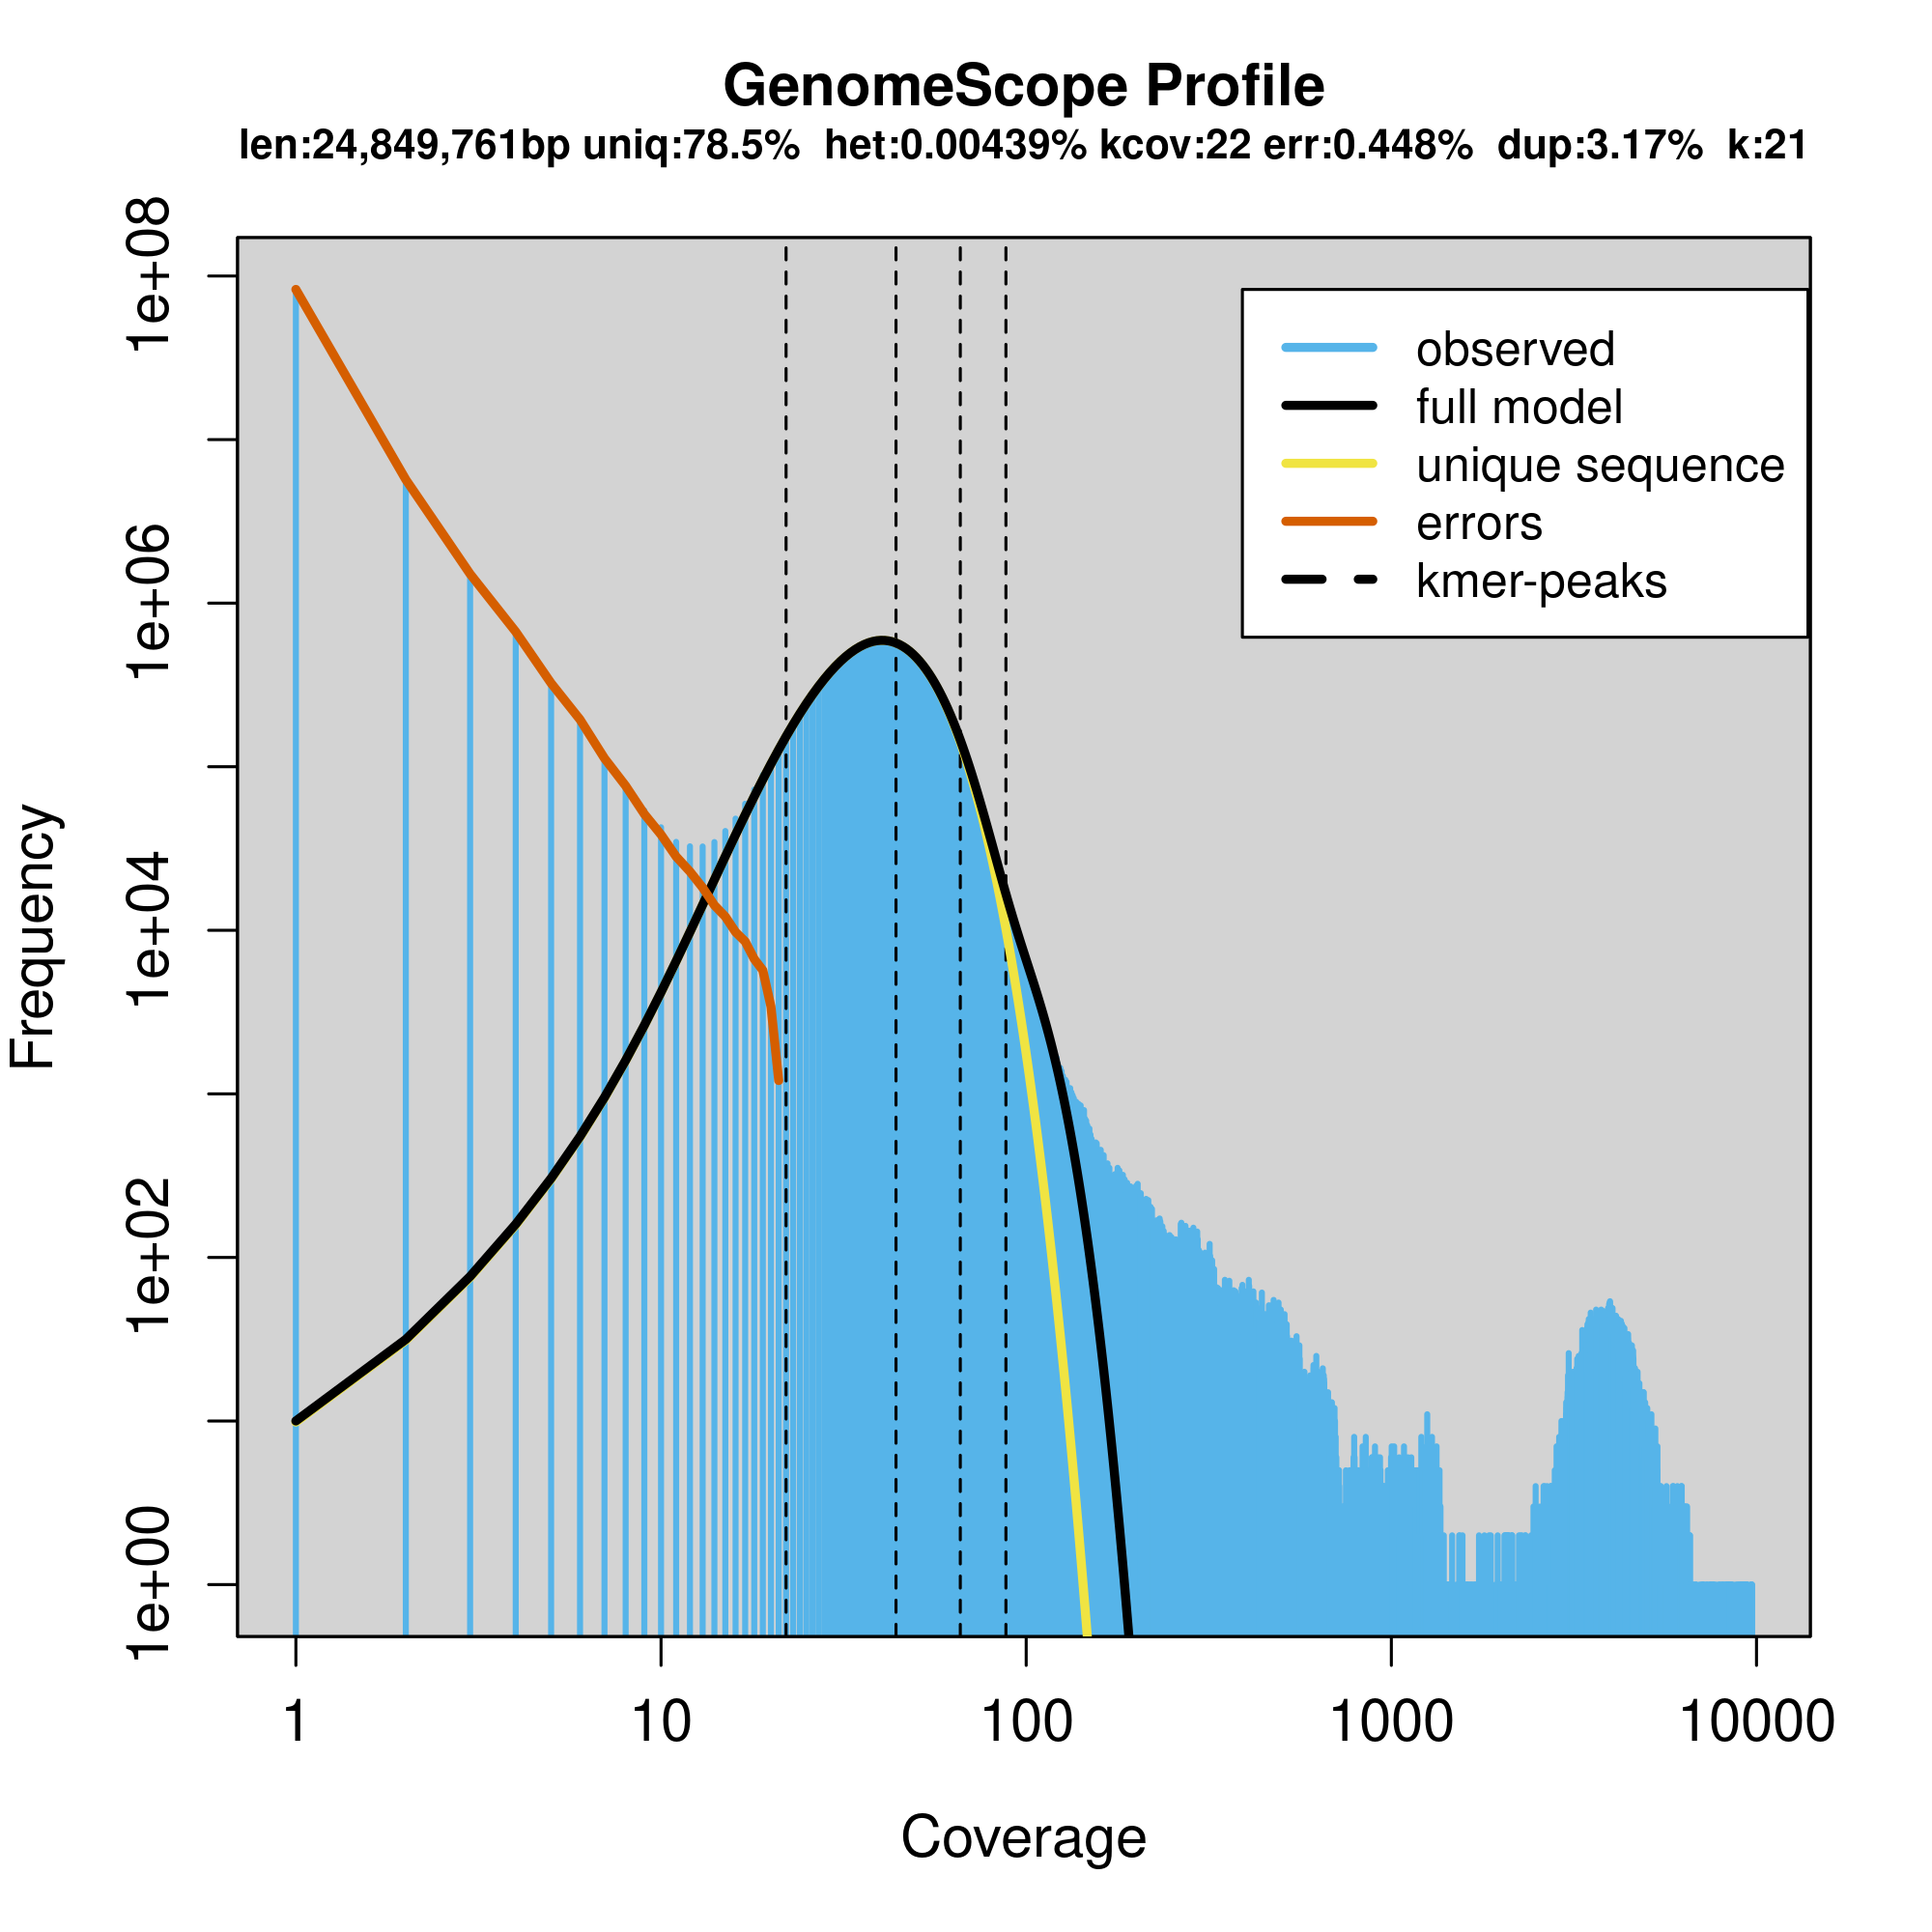 GenomeScope Profile
len:24,849,761bp uniq:78.5% het:0.00439% kcov:22 err:0.448% dup:3.17% k:21
observed
full model
unique sequence
errors
kmer-peaks
Frequency
1e+08
1e+06
1e+04
1e+02
1e+00
1
10
100
1000
10000
Coverage